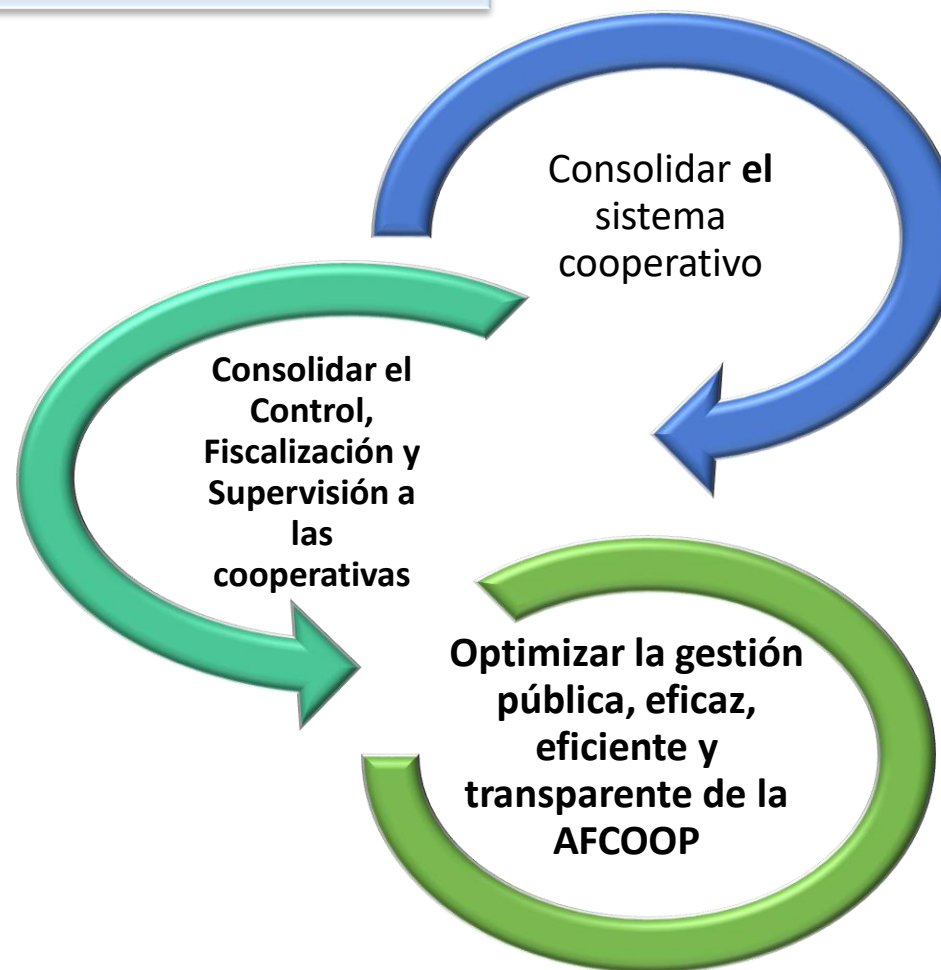 Consolidar el
sistema
cooperativo
Consolidar el
Control,
Fiscalización y
Supervisión a
las
cooperativas
Optimizar la gestión
pública, eficaz,
eficiente y
transparente de la
AFCOOP